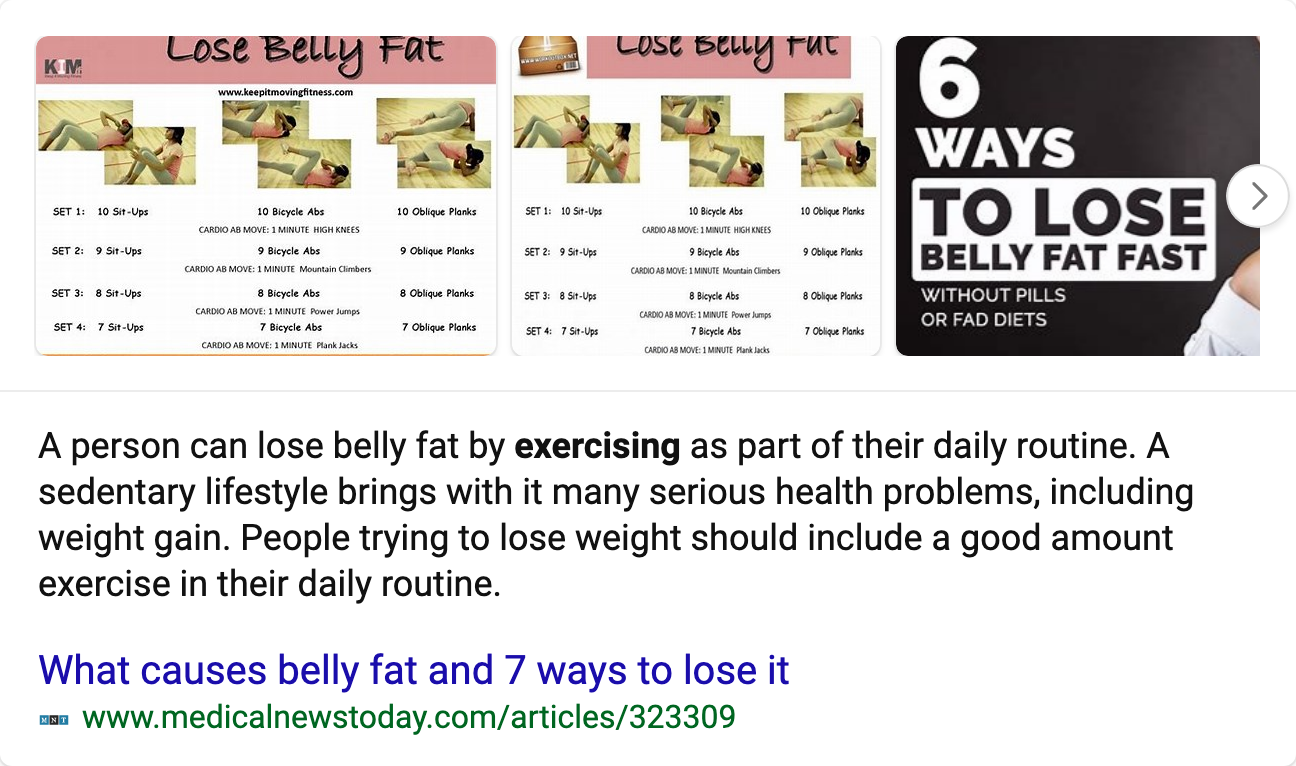 Lose Belly Fat
KIM
www.keepitmovingfitness.com
SET 1: 10 Sit-Ups 10 Bicycle Abs 10 Oblique Planks
CARDIO AB MOVE: 1 MINUTE HIGH KNEES
SET 2: 9 Sit-Ups 9 Bicycle Abs 9 Oblique Planks
CARDIO AB MOVE: 1 MINUTE Mountain Climbers
SET 3: 8 Sit-Ups 8 Bicycle Abs 8 Oblique Planks
CARDIO AB MOVE: 1 MINUTE Power Jumps
SET 4: 7 Sit-Ups 7 Bicycle Abs 7 Oblique Planks
CARDIO AB MOVE: 1 MINUTE Plank Jacks
Lose Belly Fat
WWW.WORKOUTBOX.NET
SET 1: 10 Sit-Ups 10 Bicycle Abs 10 Oblique Planks
CARDIO AB MOVE: 1 MINUTE HIGH KNEES
SET 2: 9 Sit-Ups 9 Bicycle Abs 9 Oblique Planks
CARDIO AB MOVE: 1 MINUTE Mountain Climbers
SET 3: 8 Sit-Ups 8 Bicycle Abs 8 Oblique Planks
CARDIO AB MOVE: 1 MINUTE Power Jumps
SET 4: 7 Sit-Ups 7 Bicycle Abs 7 Oblique Planks
CARDIO AB MOVE: 1 MINUTE Plank Jacks
6
WAYS
TO LOSE
BELLY FAT FAST
WITHOUT PILLS
OR FAD DIETS
A person can lose belly fat by exercising as part of their daily routine. A
sedentary lifestyle brings with it many serious health problems, including
weight gain. People trying to lose weight should include a good amount
exercise in their daily routine.
What causes belly fat and 7 ways to lose it
MNT www.medicalnewstoday.com/articles/323309